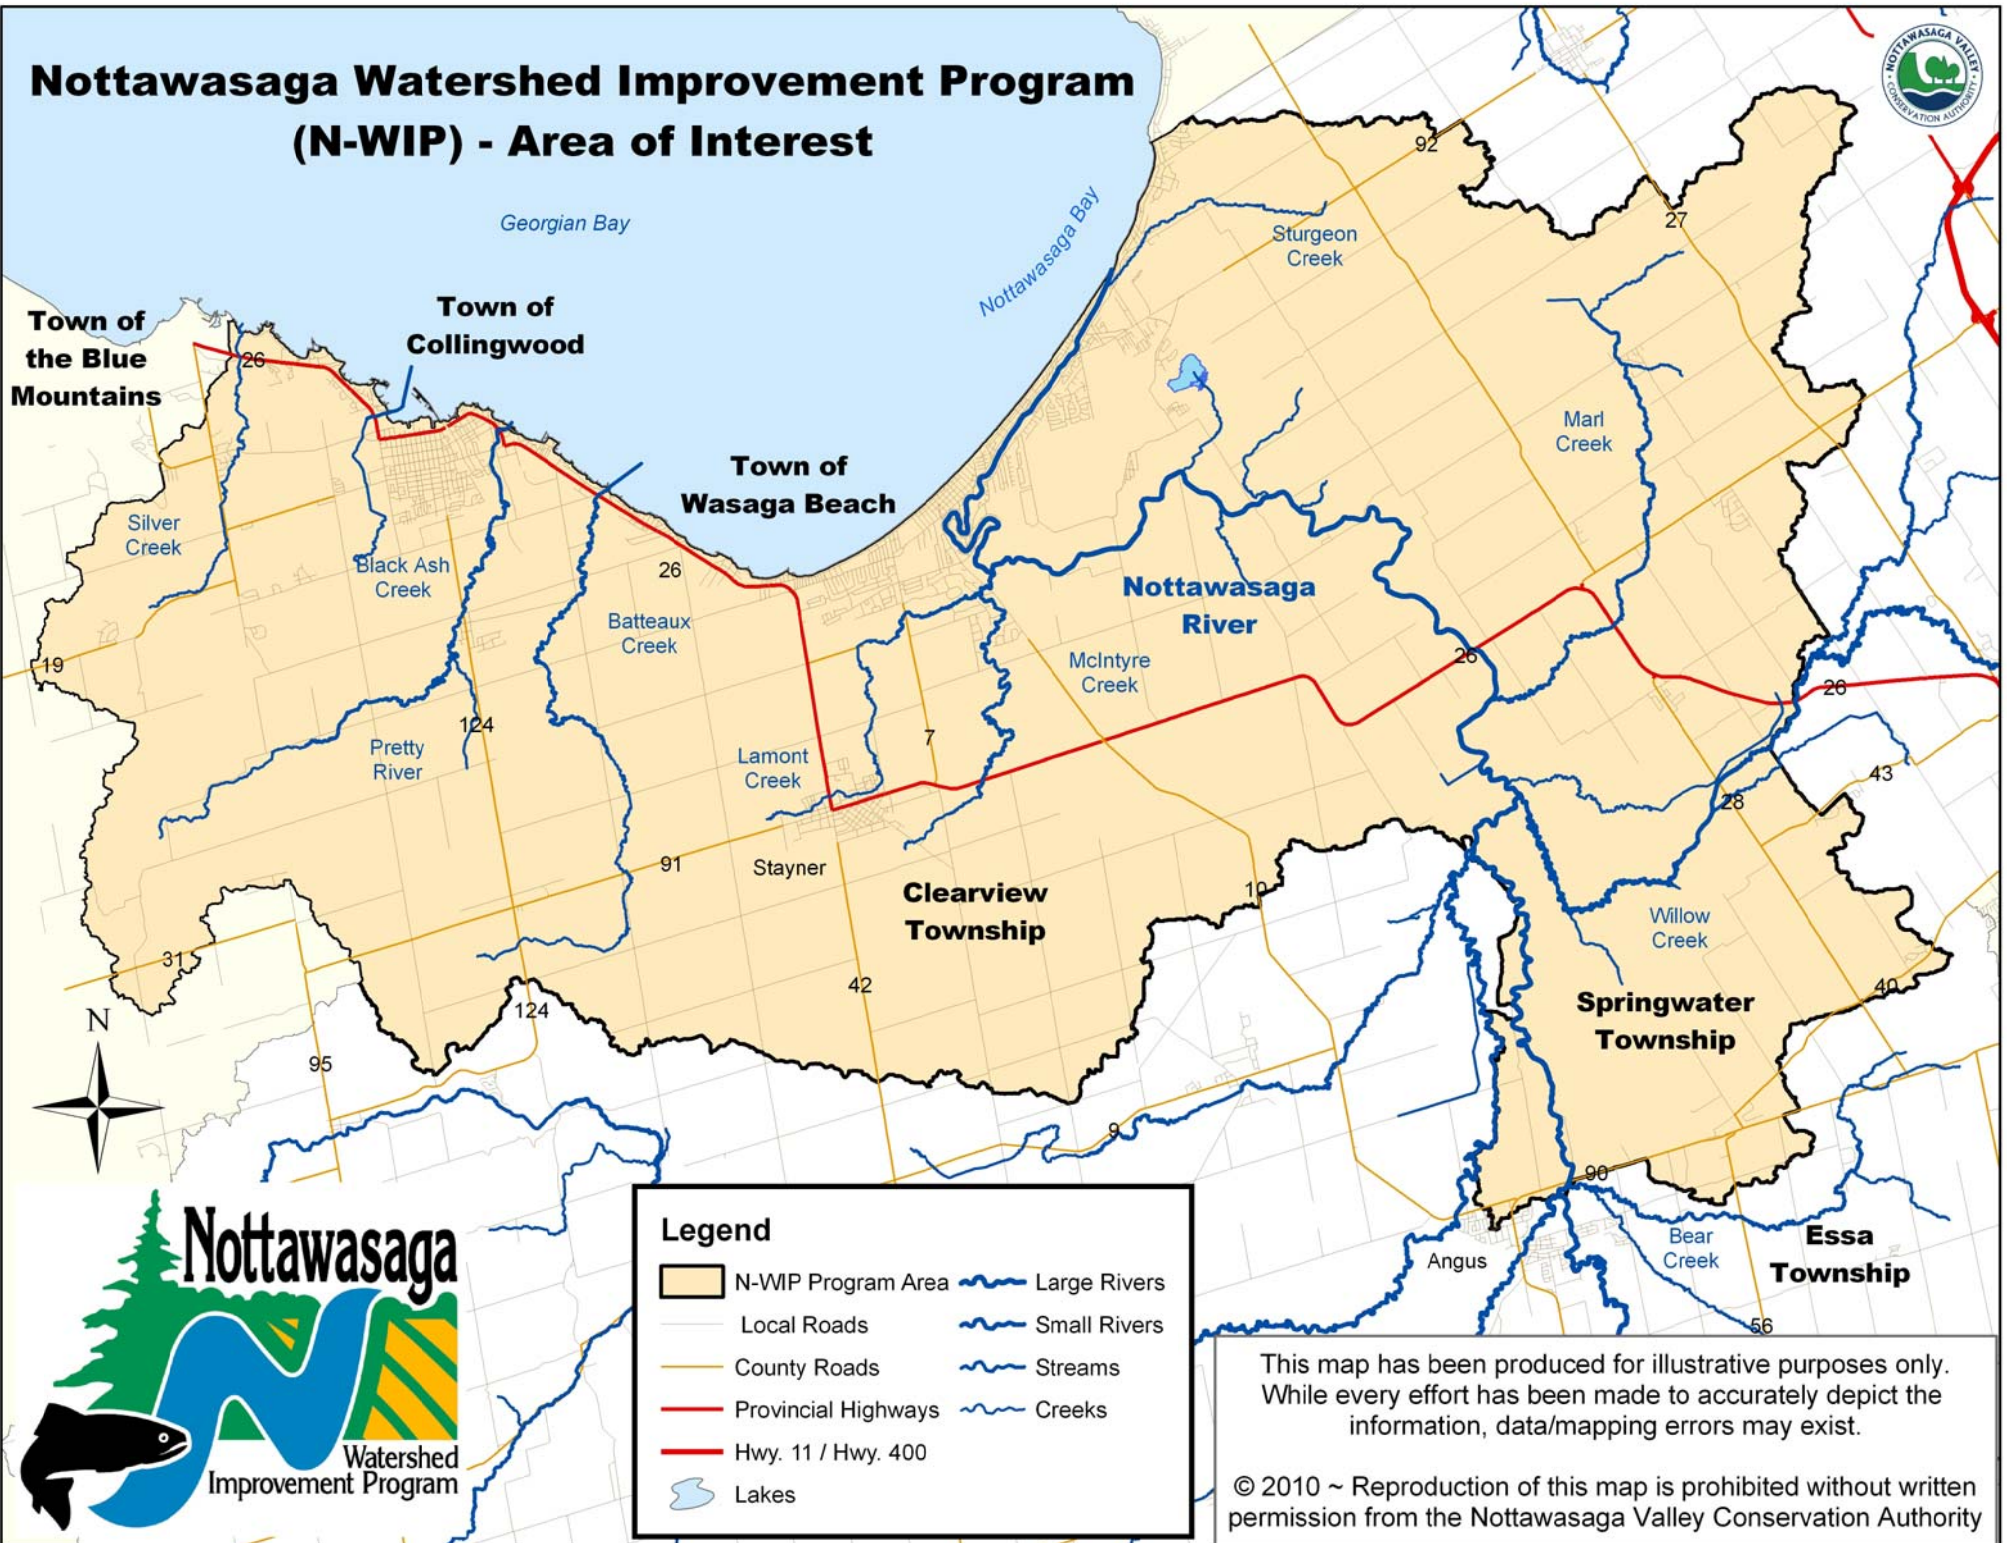 Nottawasaga Watershed Improvement Program
(N-WIP) - Area of Interest
NOTTAWASAGA VALLEY
CONSERVATION AUTHORITY
Georgian Bay
Nottawasaga Bay
92
27
Sturgeon
Creek
Town of
the Blue
Mountains
Town of
Collingwood
26
Town of
Wasaga Beach
Marl
Creek
Silver
Creek
Black Ash
Creek
26
Batteaux
Creek
Nottawasaga
River
McIntyre
Creek
26
26
19
124
Pretty
River
Lamont
Creek
7
43
28
91
Stayner
Clearview
Township
10
Willow
Creek
31
42
124
Springwater
Township
40
N
95
9
90
Angus
Bear
Creek
Essa
Township
56
Nottawasaga
Watershed
Improvement Program
Legend
N-WIP Program Area
Local Roads
County Roads
Provincial Highways
Hwy. 11 / Hwy. 400
Lakes
Large Rivers
Small Rivers
Streams
Creeks
This map has been produced for illustrative purposes only.
While every effort has been made to accurately depict the
information, data/mapping errors may exist.
© 2010 ~ Reproduction of this map is prohibited without written
permission from the Nottawasaga Valley Conservation Authority